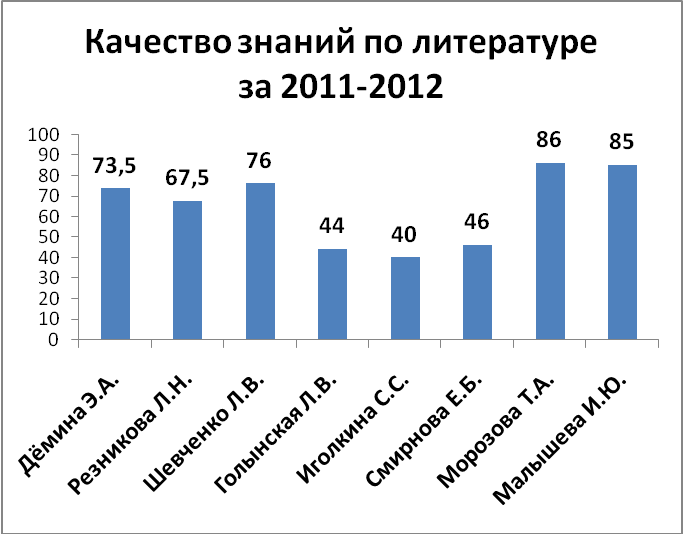 Качество знаний по литературе
за 2011-2012
100
90
80
70
60
50
40
30
20
10
0
73,5
67,5
76
44
40
46
86
85
Дёмина Э.А.
Резникова Л.Н.
Шевченко Л.В.
Голынская Л.В.
Иголкина С.С.
Смирнова Е.Б.
Морозова Т.А.
Малышева И.Ю.